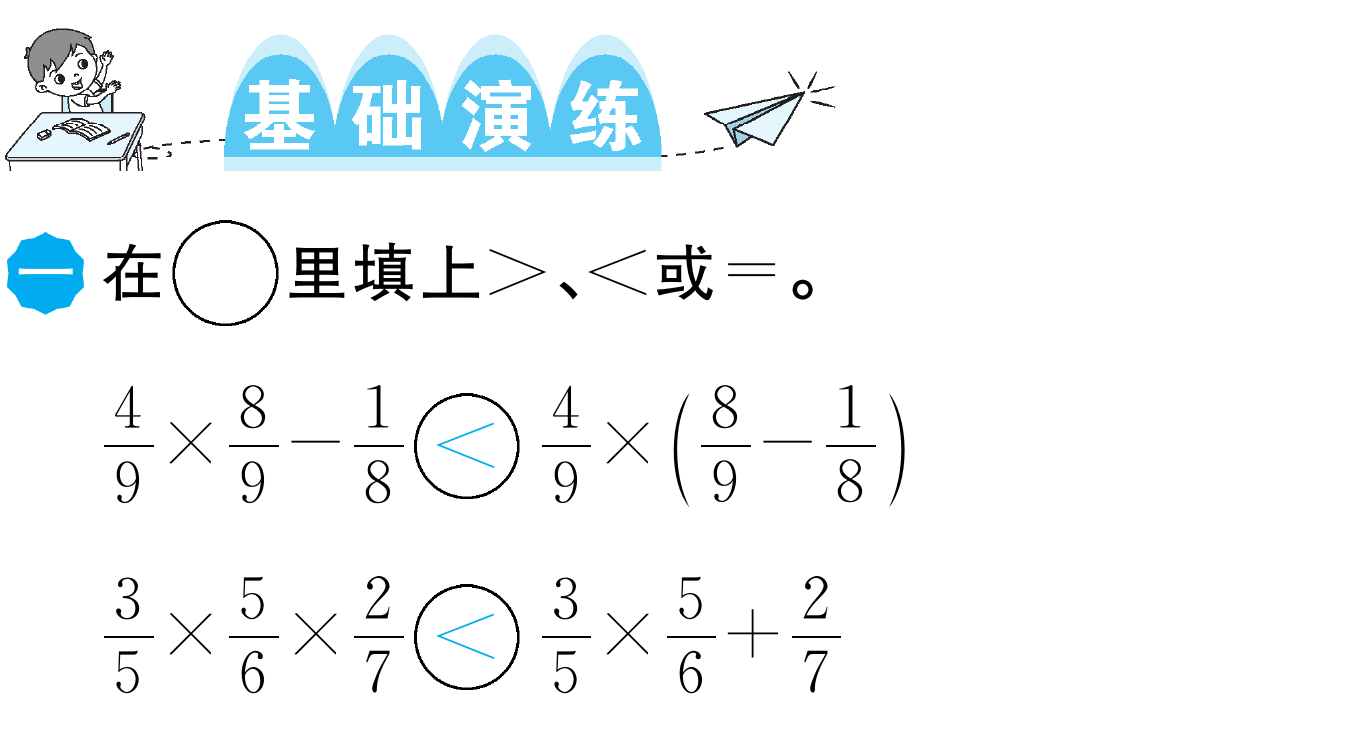 基础演练
一 在○里填上>、<或=。
4/9×8/9-1/8 < 4/9×(8/9-1/8)
3/5×5/6×2/7 < 3/5×5/6+2/7